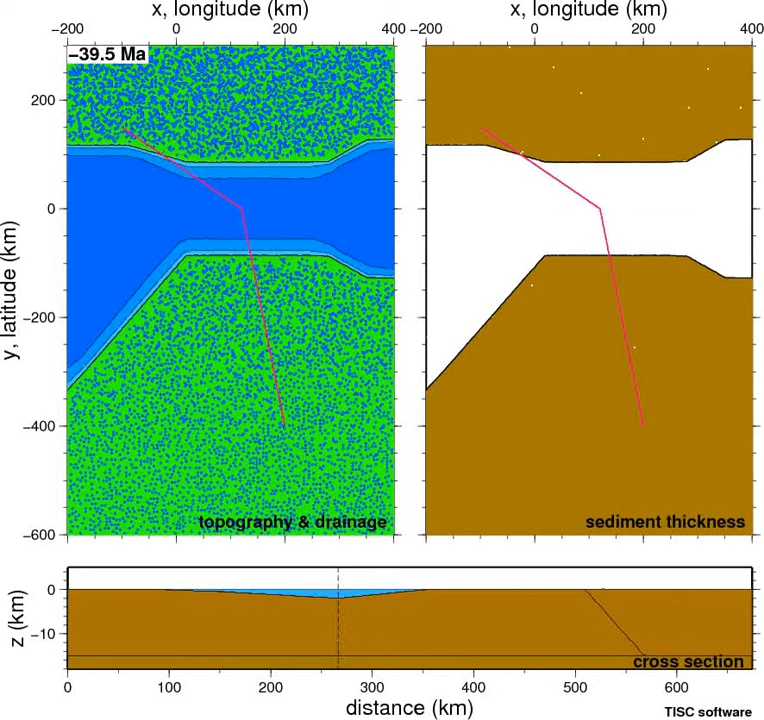 x, longitude (km) x, longitude (km)
−200 0 200 400 −200 0 200 400
−39.5 Ma
200
0
−200
−400
−600
y, latitude (km)
topography & drainage sediment thickness
0
−10
z (km)
cross section
0 100 200 300 400 500 600
distance (km)
TISC software